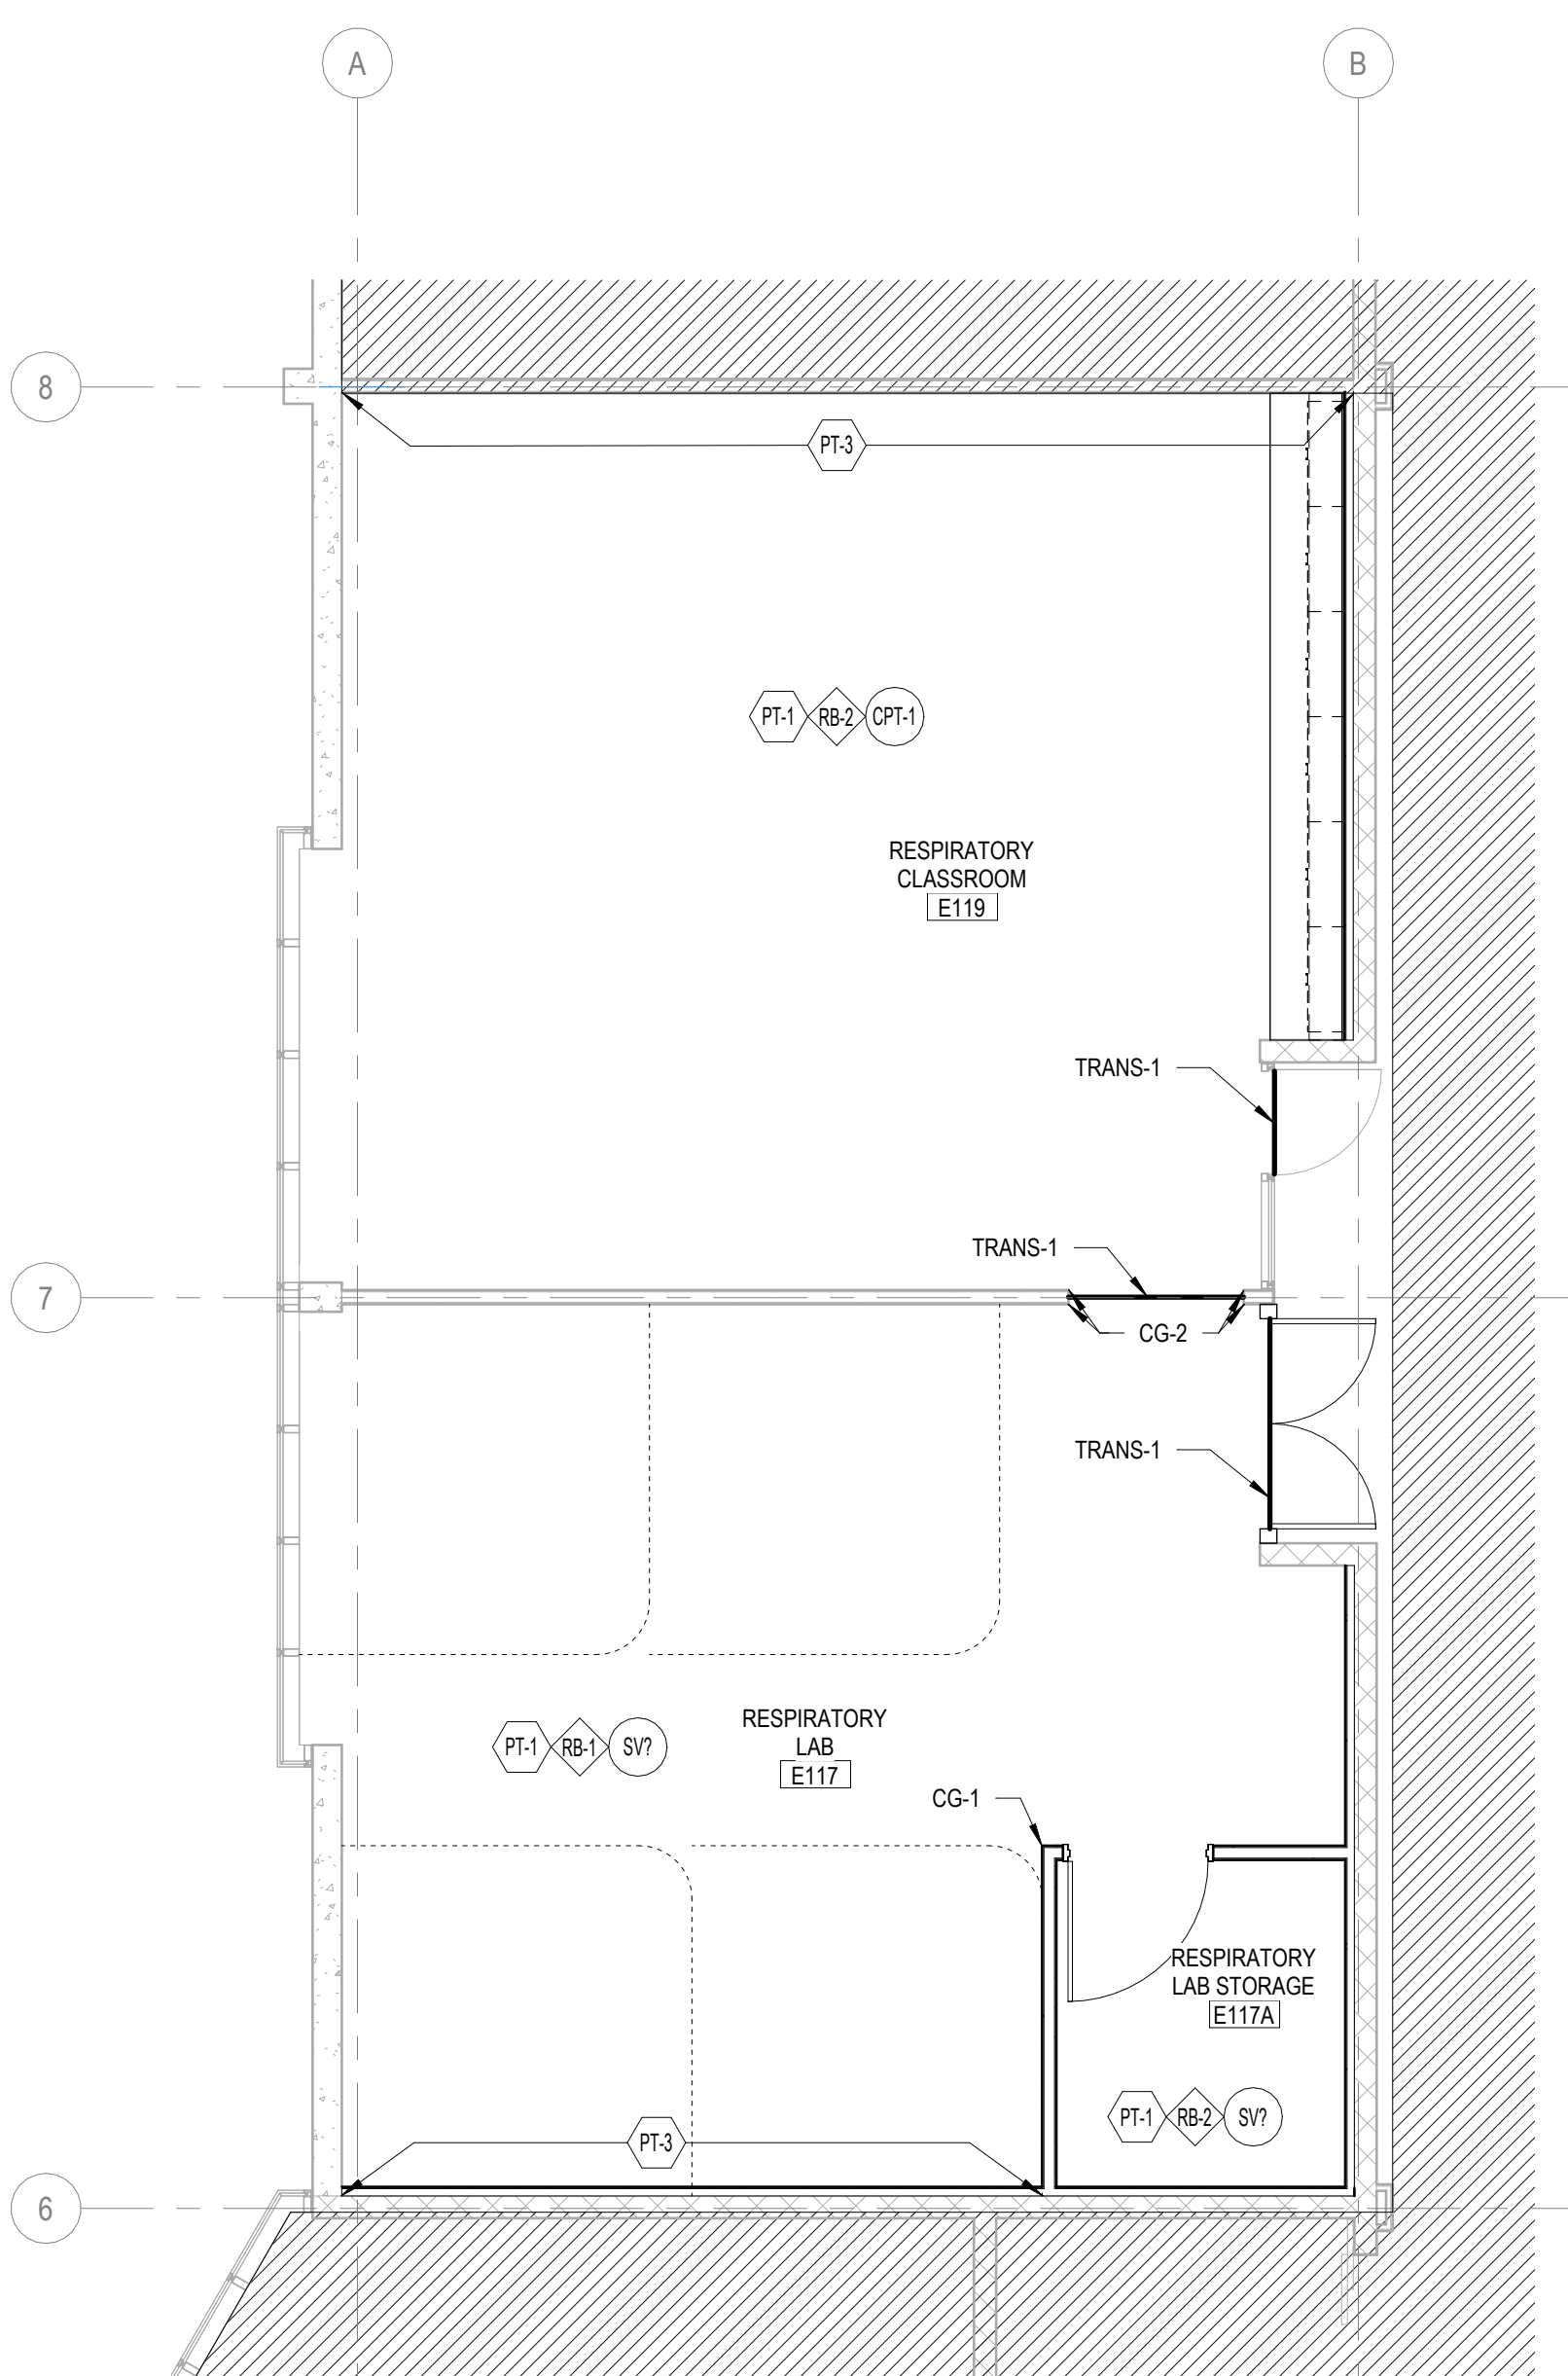 A
B
8
PT-3
PT-1 RB-2 CPT-1
RESPIRATORY
CLASSROOM
E119
TRANS-1
TRANS-1
7
CG-2
TRANS-1
RESPIRATORY
LAB
E117
PT-1 RB-1 SV?
CG-1
RESPIRATORY
LAB STORAGE
E117A
PT-1 RB-2 SV?
PT-3
6